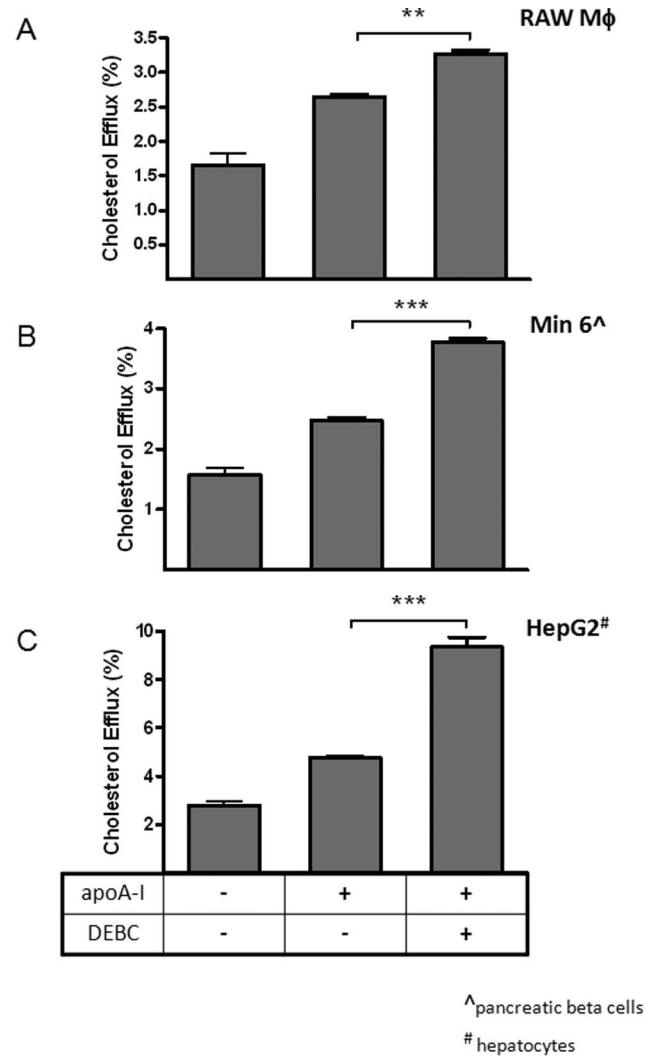 A
RAW Mϕ
**
Cholesterol Efflux (%)
3.5
3.0
2.5
2.0
1.5
1.0
0.5
B
Min 6^
***
Cholesterol Efflux (%)
4
3
2
1
C
HepG2#
***
Cholesterol Efflux (%)
10
8
6
4
2
apoA-I - + +
DEBC - - +
^pancreatic beta cells
# hepatocytes